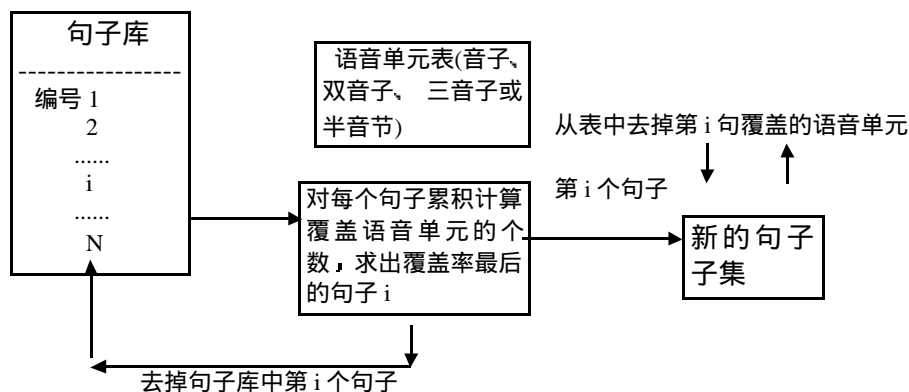 句子库
------------------
编号 1
2
......
i
......
N
语音单元表(音子、
双音子、 三音子或
半音节)
从表中去掉第 i 句覆盖的语音单元
第 i 个句子
对每个句子累积计算
覆盖语音单元的个
数，求出覆盖率最后
的句子 i
新的句子
子集
去掉句子库中第 i 个句子